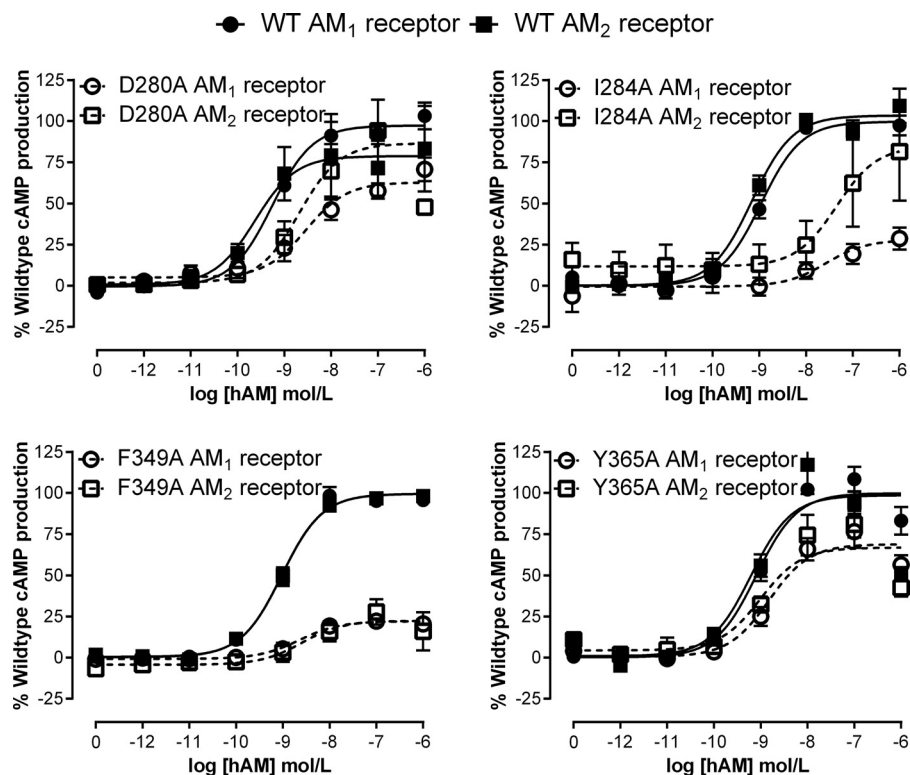 WT AM₁ receptor WT AM₂ receptor
D280A AM₁ receptor
D280A AM₂ receptor
% Wildtype cAMP production
125
100
75
50
25
0
-25
0 -12 -11 -10 -9 -8 -7 -6
log [hAM] mol/L
I284A AM₁ receptor
I284A AM₂ receptor
% Wildtype cAMP production
125
100
75
50
25
0
-25
0 -12 -11 -10 -9 -8 -7 -6
log [hAM] mol/L
F349A AM₁ receptor
F349A AM₂ receptor
% Wildtype cAMP production
125
100
75
50
25
0
-25
0 -12 -11 -10 -9 -8 -7 -6
log [hAM] mol/L
Y365A AM₁ receptor
Y365A AM₂ receptor
% Wildtype cAMP production
125
100
75
50
25
0
-25
0 -12 -11 -10 -9 -8 -7 -6
log [hAM] mol/L